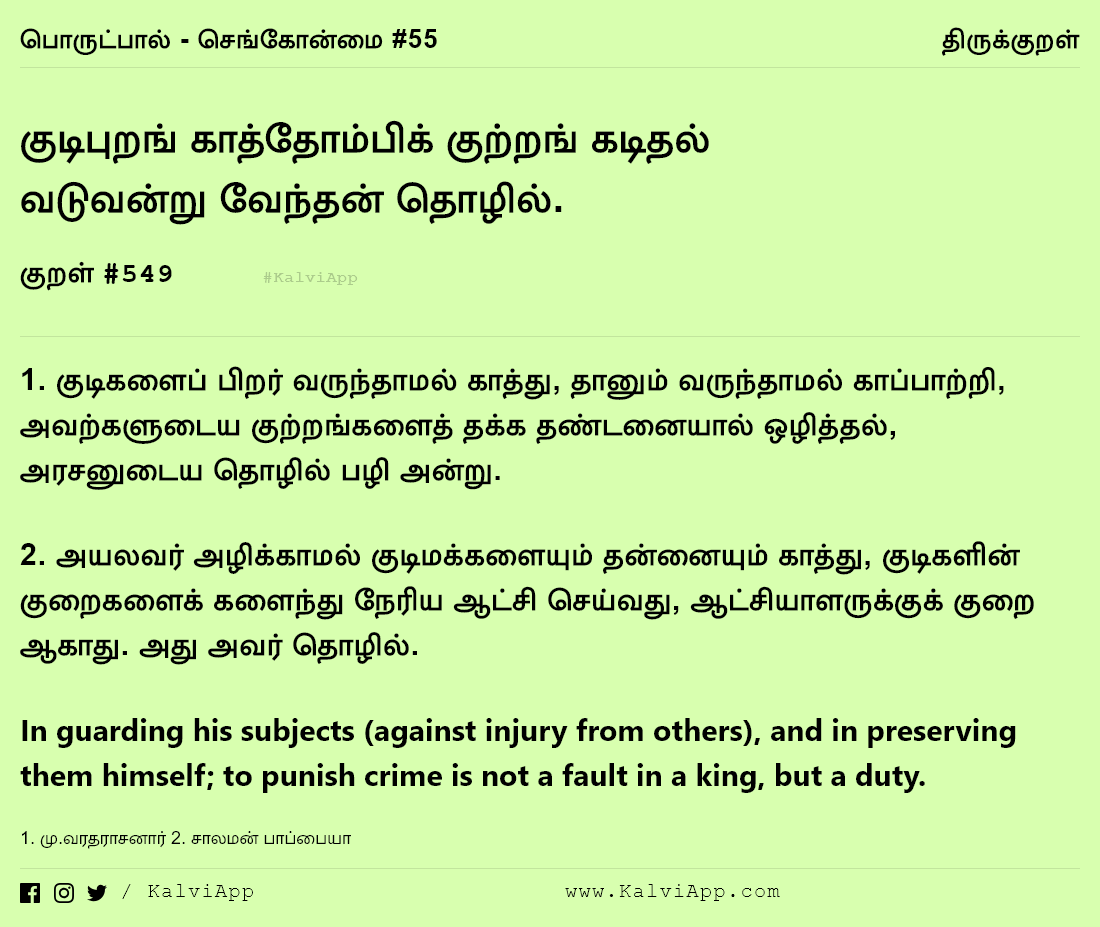 பொருட்பால் - செங்கோன்மை #55
திருக்குறள்
குடிபுறங் காத்தோம்பிக் குற்றங் கடிதல்
வடுவன்று வேந்தன் தொழில்.
குறள் #549
#KalviApp
1. குடிகளைப் பிறர் வருந்தாமல் காத்து, தானும் வருந்தாமல் காப்பாற்றி,
அவற்களுடைய குற்றங்களைத் தக்க தண்டனையால் ஒழித்தல்,
அரசனுடைய தொழில் பழி அன்று.
2. அயலவர் அழிக்காமல் குடிமக்களையும் தன்னையும் காத்து, குடிகளின்
குறைகளைக் களைந்து நேரிய ஆட்சி செய்வது, ஆட்சியாளருக்குக் குறை
ஆகாது. அது அவர் தொழில்.
In guarding his subjects (against injury from others), and in preserving
them himself; to punish crime is not a fault in a king, but a duty.
1. மு.வரதராசனார் 2. சாலமன் பாப்பையா
/ KalviApp
www.KalviApp.com